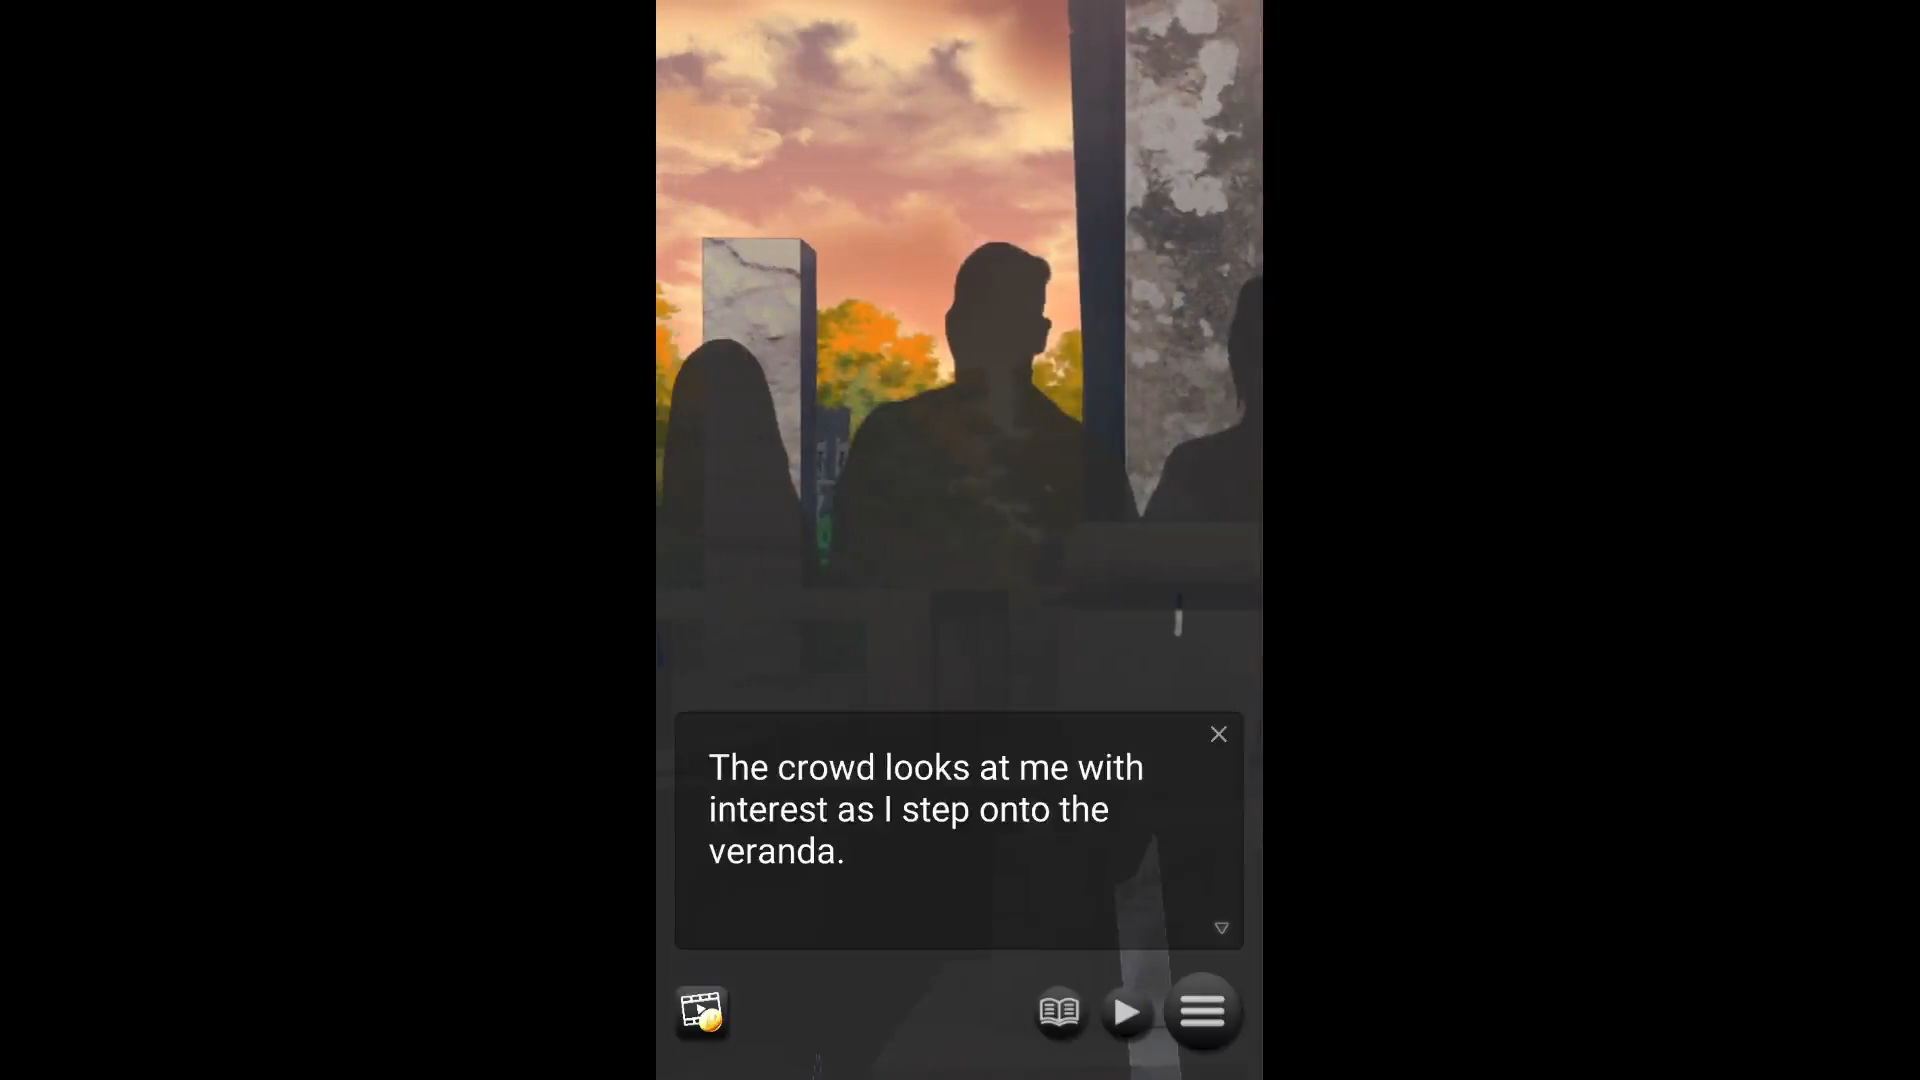 The crowd looks at me with
interest as I step onto the
veranda.